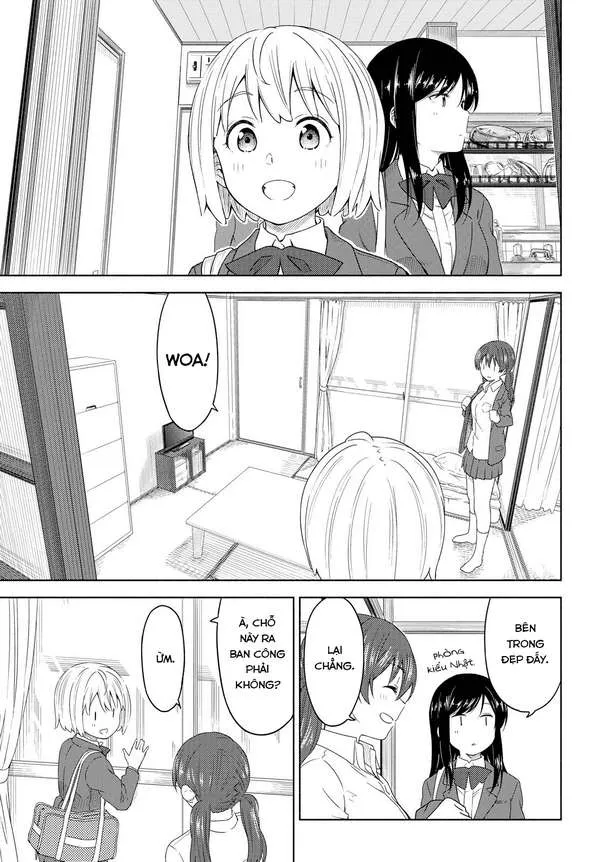 WOA!
BÊN
TRONG
ĐẸP ĐẤY.
phòng
kiểu Nhật
LẠI
CHẲNG.
À, CHỖ
NÀY RA
BAN CÔNG
PHẢI
KHÔNG?
ỪM.